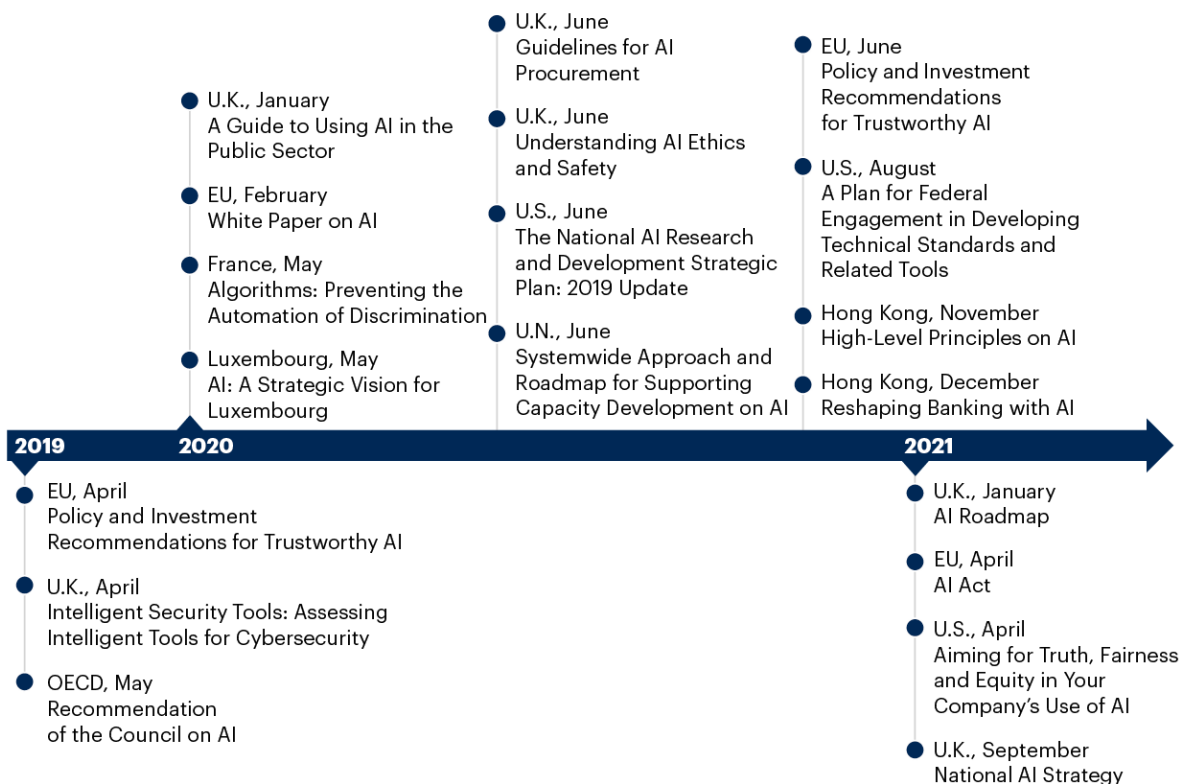 2019
EU, April
Policy and Investment
Recommendations for Trustworthy AI
U.K., April
Intelligent Security Tools: Assessing
Intelligent Tools for Cybersecurity
OECD, May
Recommendation
of the Council on AI
2020
U.K., January
A Guide to Using AI in the
Public Sector
EU, February
White Paper on AI
France, May
Algorithms: Preventing the
Automation of Discrimination
Luxembourg, May
AI: A Strategic Vision for
Luxembourg
U.K., June
Guidelines for AI
Procurement
U.K., June
Understanding AI Ethics
and Safety
U.S., June
The National AI Research
and Development Strategic
Plan: 2019 Update
U.N., June
Systemwide Approach and
Roadmap for Supporting
Capacity Development on AI
EU, June
Policy and Investment
Recommendations
for Trustworthy AI
U.S., August
A Plan for Federal
Engagement in Developing
Technical Standards and
Related Tools
Hong Kong, November
High-Level Principles on AI
Hong Kong, December
Reshaping Banking with AI
2021
U.K., January
AI Roadmap
EU, April
AI Act
U.S., April
Aiming for Truth, Fairness
and Equity in Your
Company’s Use of AI
U.K., September
National AI Strategy